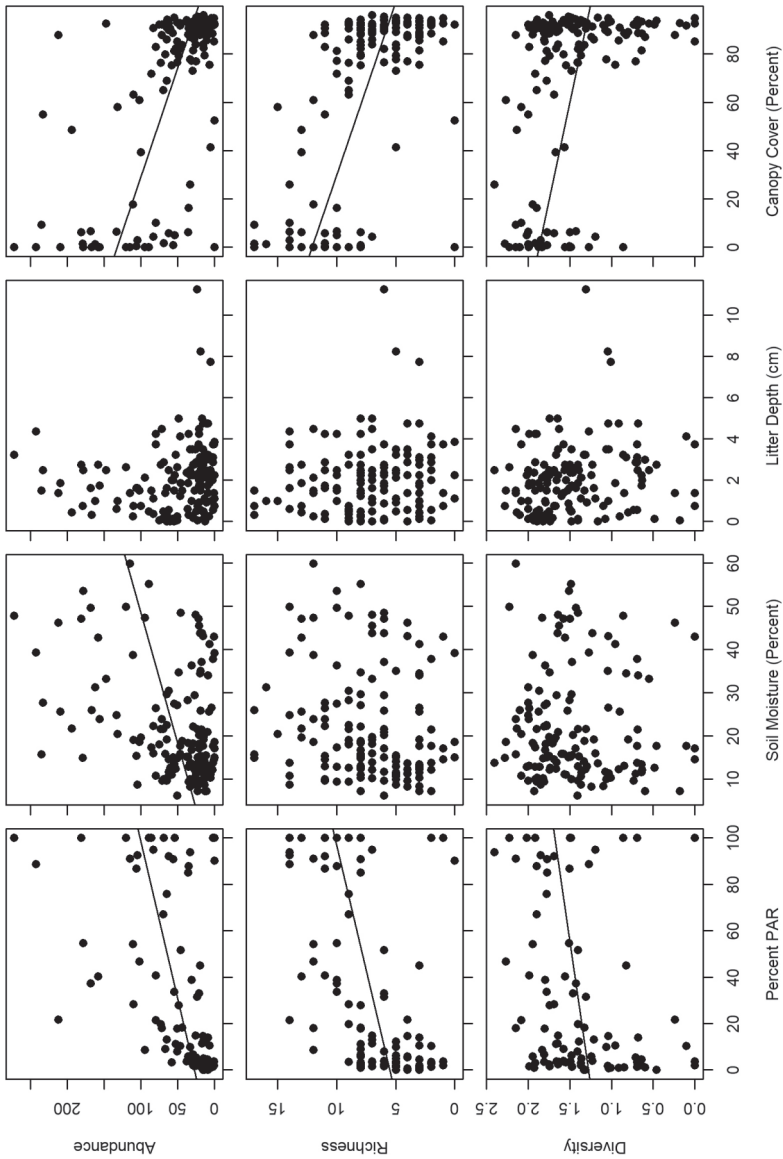 Abundance
0 50 100 200
Richness
0 5 10 15
Diversity
0.0 0.5 1.0 1.5 2.0 2.5
0 20 40 60 80 100
Percent PAR
10 20 30 40 50 60
Soil Moisture (Percent)
0 2 4 6 8 10
Litter Depth (cm)
0 20 40 60 80
Canopy Cover (Percent)